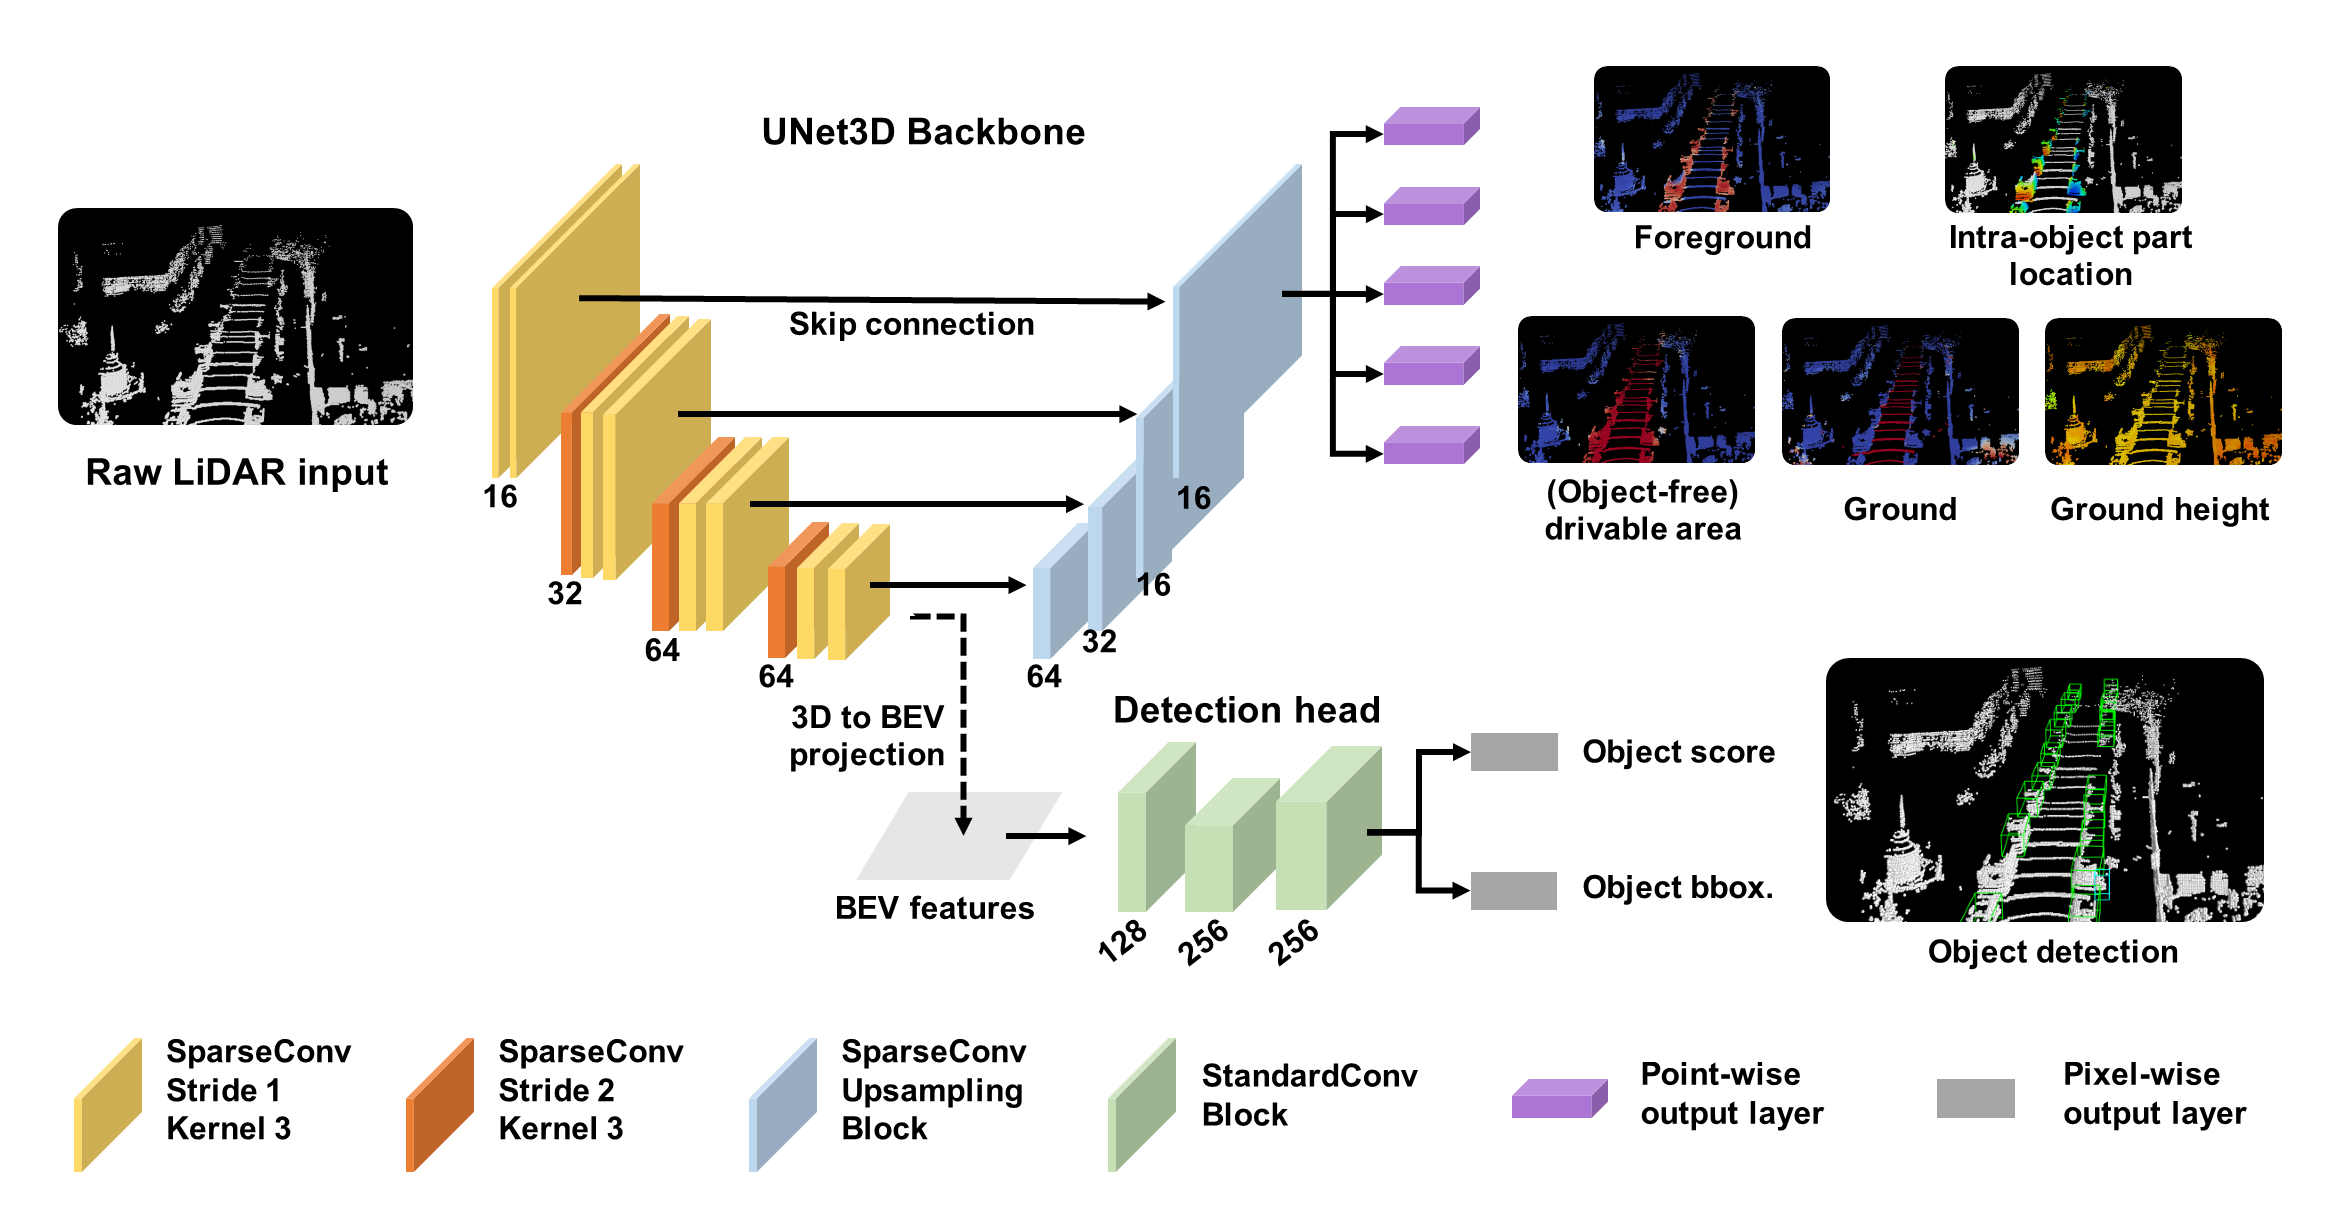 UNet3D Backbone
Raw LiDAR input
Skip connection
16
32
64
64
64
32
16
16
Foreground
Intra-object part
location
(Object-free)
drivable area
Ground
Ground height
3D to BEV
projection
BEV features
Detection head
128
256
256
Object score
Object bbox.
Object detection
SparseConv
Stride 1
Kernel 3
SparseConv
Stride 2
Kernel 3
SparseConv
Upsampling
Block
StandardConv
Block
Point-wise
output layer
Pixel-wise
output layer